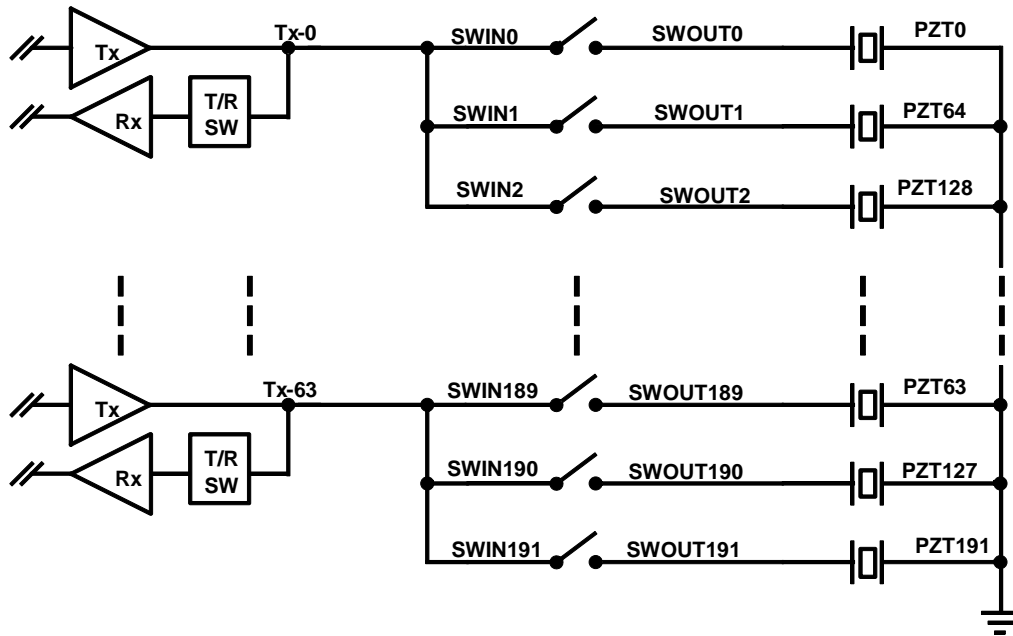 Tx
Tx-0
SWIN0
SWOUT0
PZT0
Rx
T/R
SW
SWIN1
SWOUT1
PZT64
SWIN2
SWOUT2
PZT128
Tx
Tx-63
SWIN189
SWOUT189
PZT63
Rx
T/R
SW
SWIN190
SWOUT190
PZT127
SWIN191
SWOUT191
PZT191